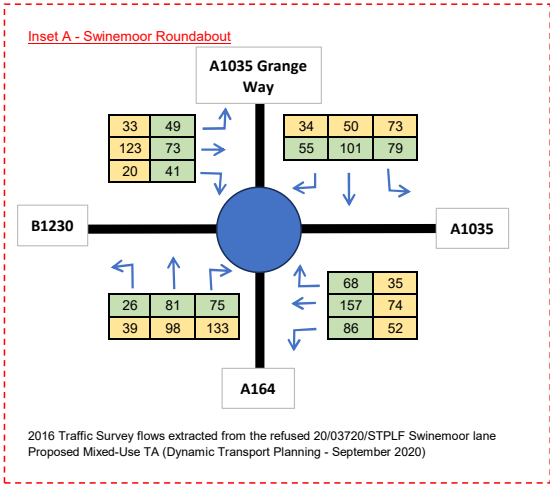 Inset A - Swinemoor Roundabout
A1035 Grange
Way
33 49
123 73
20 41
34 50 73
55 101 79
B1230
A1035
26 81 75
39 98 133
68 35
157 74
86 52
A164
2016 Traffic Survey flows extracted from the refused 20/03720/STPLF Swinemoor lane
Proposed Mixed-Use TA (Dynamic Transport Planning - September 2020)